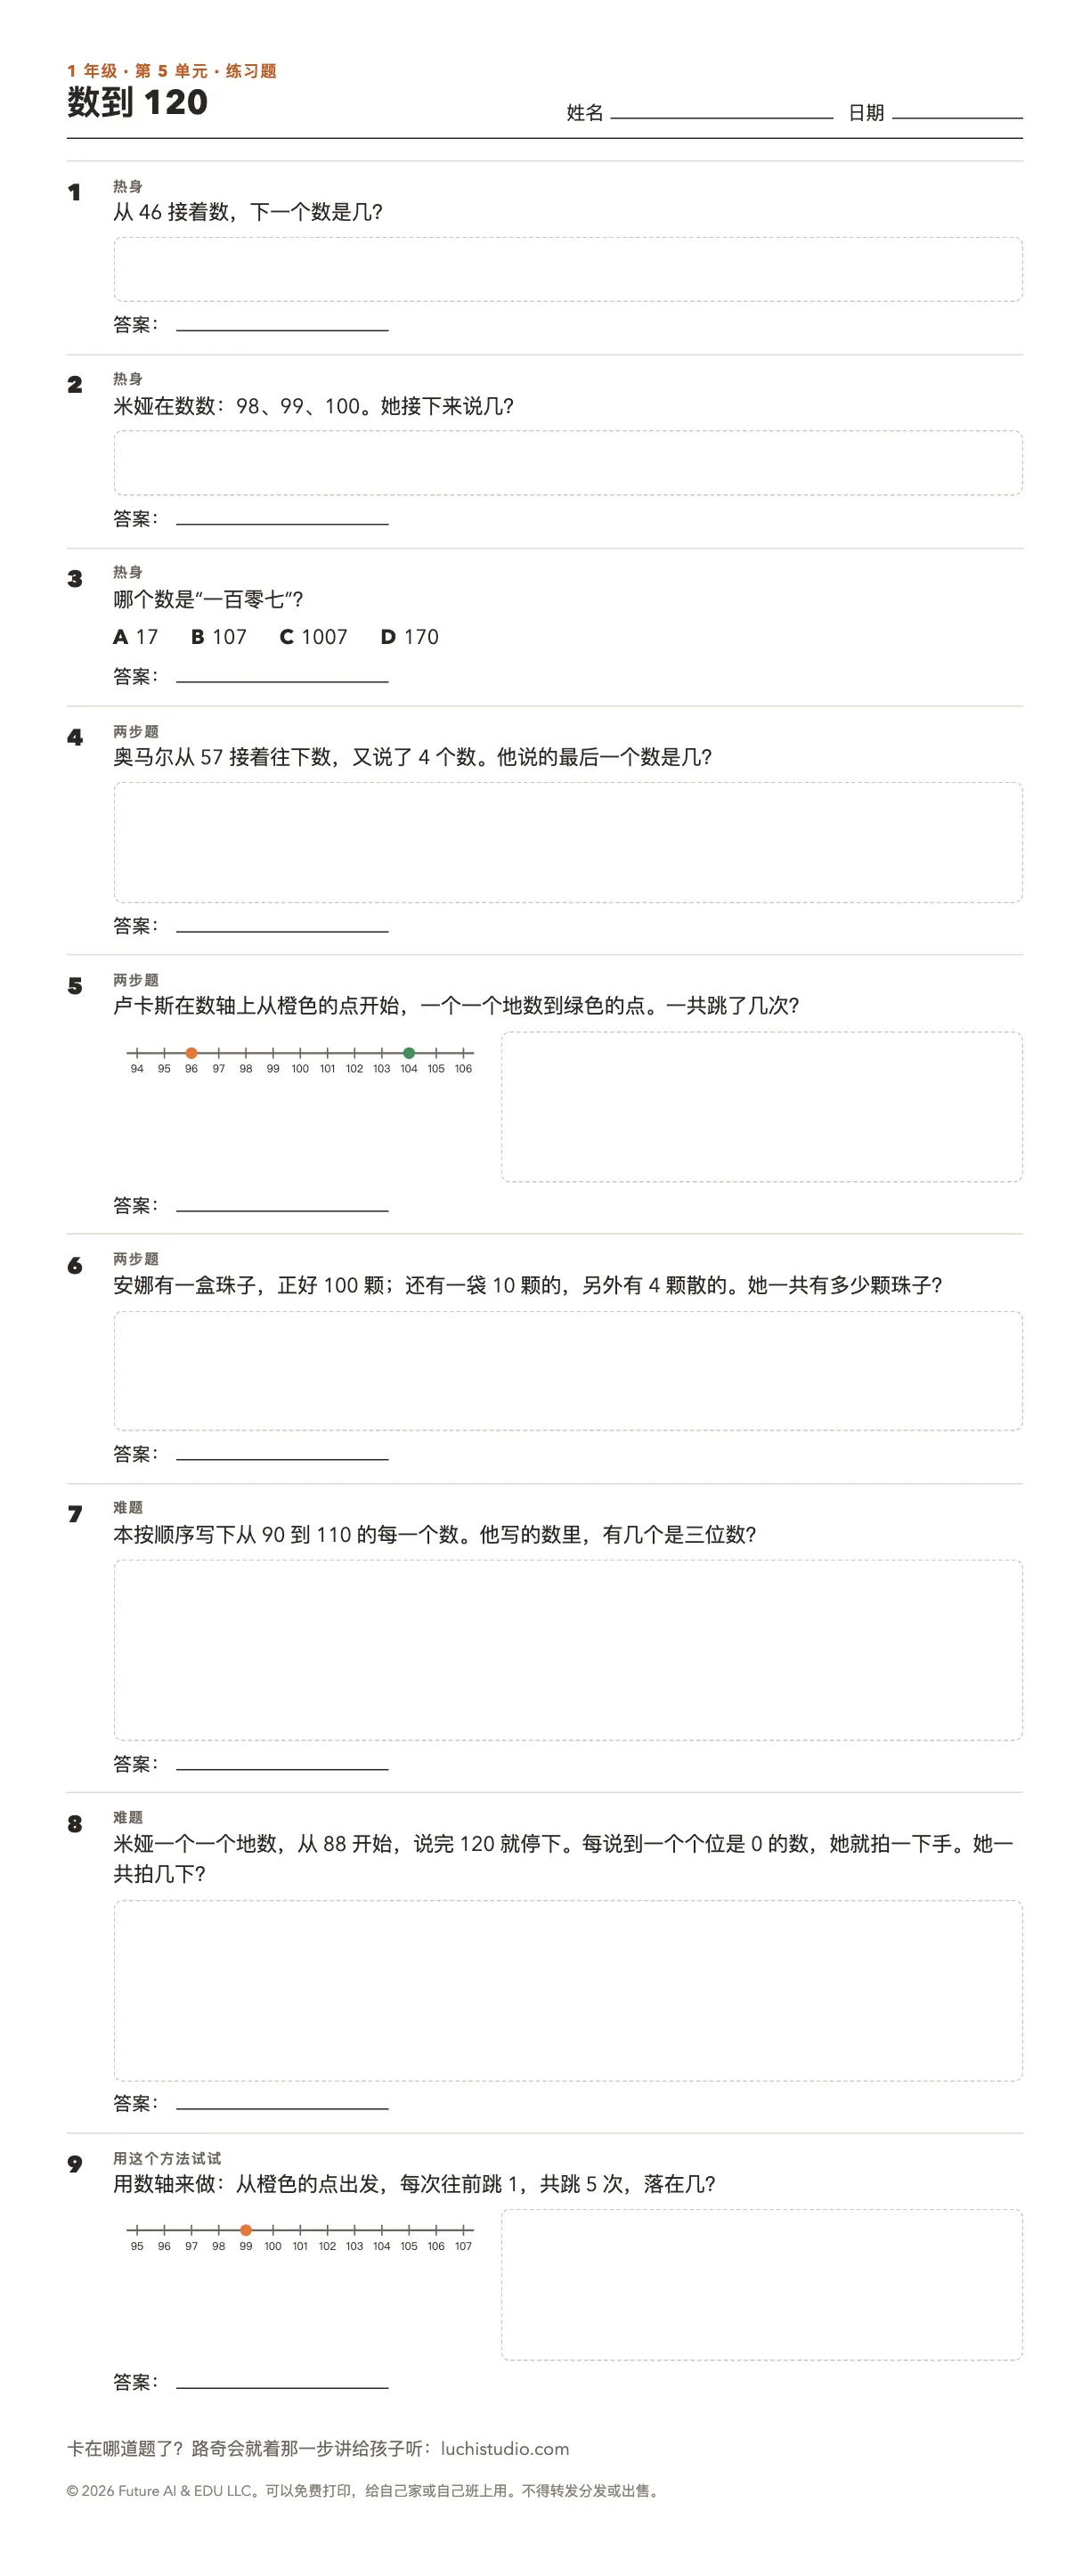 1 年级 · 第 5 单元 · 练习题
数到 120
姓名 日期
1 热身
从 46 接着数，下一个数是几？
答案：
2 热身
米娅在数数：98、99、100。她接下来说几？
答案：
3 热身
哪个数是“一百零七”？
A 17 B 107 C 1007 D 170
答案：
4 两步题
奥马尔从 57 接着往下数，又说了 4 个数。他说的最后一个数是几？
答案：
5 两步题
卢卡斯在数轴上从橙色的点开始，一个一个地数到绿色的点。一共跳了几次？
94 95 96 97 98 99 100 101 102 103 104 105 106
答案：
6 两步题
安娜有一盒珠子，正好 100 颗；还有一袋 10 颗的，另外有 4 颗散的。她一共有多少颗珠子？
答案：
7 难题
本按顺序写下从 90 到 110 的每一个数。他写的数里，有几个是三位数？
答案：
8 难题
米娅一个一个地数，从 88 开始，说完 120 就停下。每说到一个个位是 0 的数，她就拍一下手。她一
共拍几下？
答案：
9 用这个方法试试
用数轴来做：从橙色的点出发，每次往前跳 1，共跳 5 次，落在几？
95 96 97 98 99 100 101 102 103 104 105 106 107
答案：
卡在哪道题了？路奇会就着那一步讲给孩子听：luchistudio.com
© 2026 Future AI & EDU LLC。可以免费打印，给自己家或自己班上用。不得转发分发或出售。